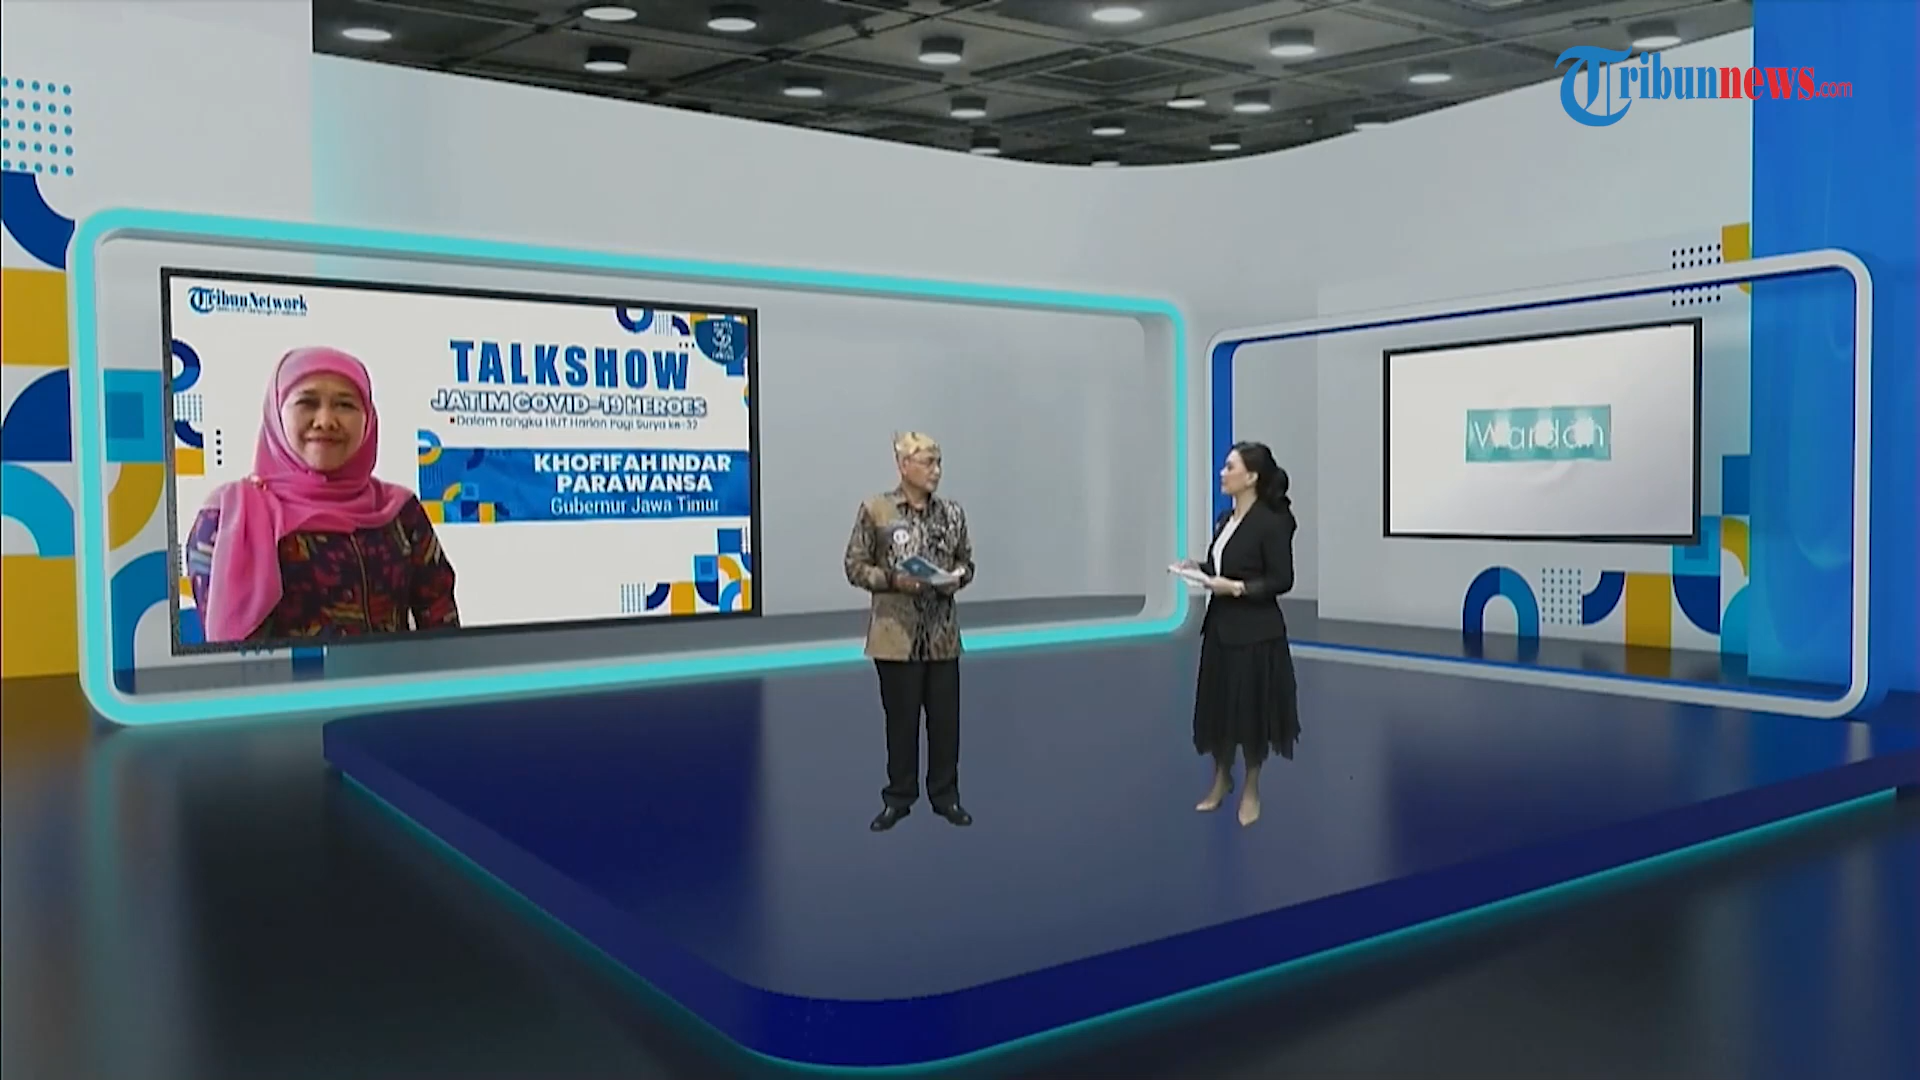 Tribunnews.com
TribunNetwork
TALKSHOW
JATIM COVID-19 HEROES
Dalam rangka HUT Harian Pagi Surya ke-32
KHOFIFAH INDAR
PARAWANSA
Gubernur Jawa Timur
32
Wardah